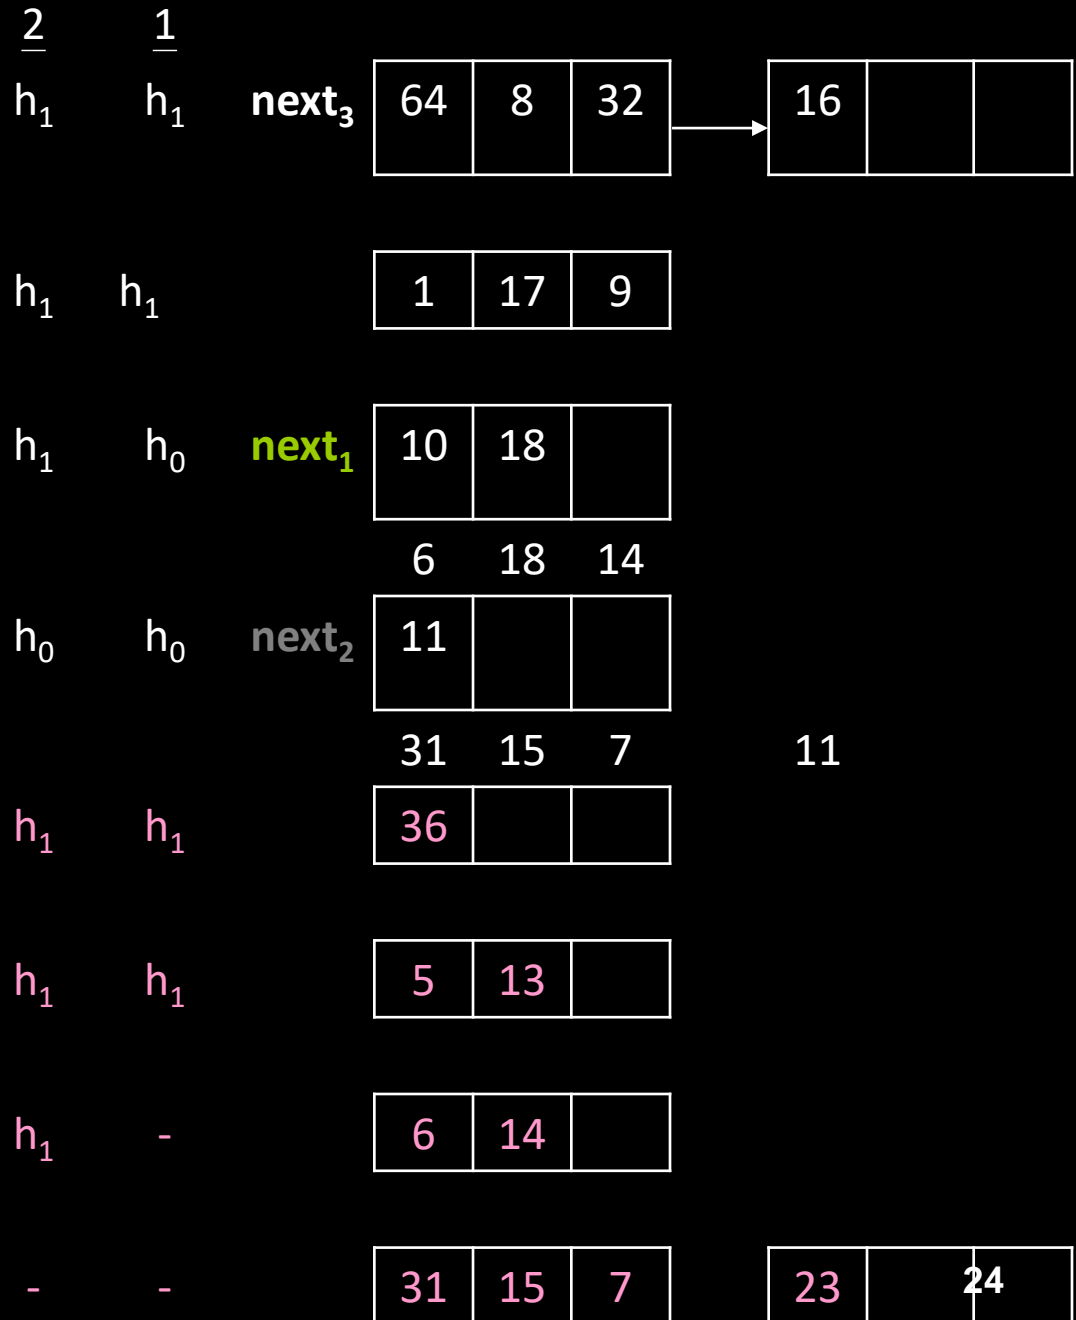 2 1
h₁ h₁ next₃ 64 8 32 16
h₁ h₁ 1 17 9
h₁ h₀ next₁ 10 18
6 18 14
h₀ h₀ next₂ 11
31 15 7 11
h₁ h₁ 36
h₁ h₁ 5 13
h₁ - 6 14
- - 31 15 7 23 24